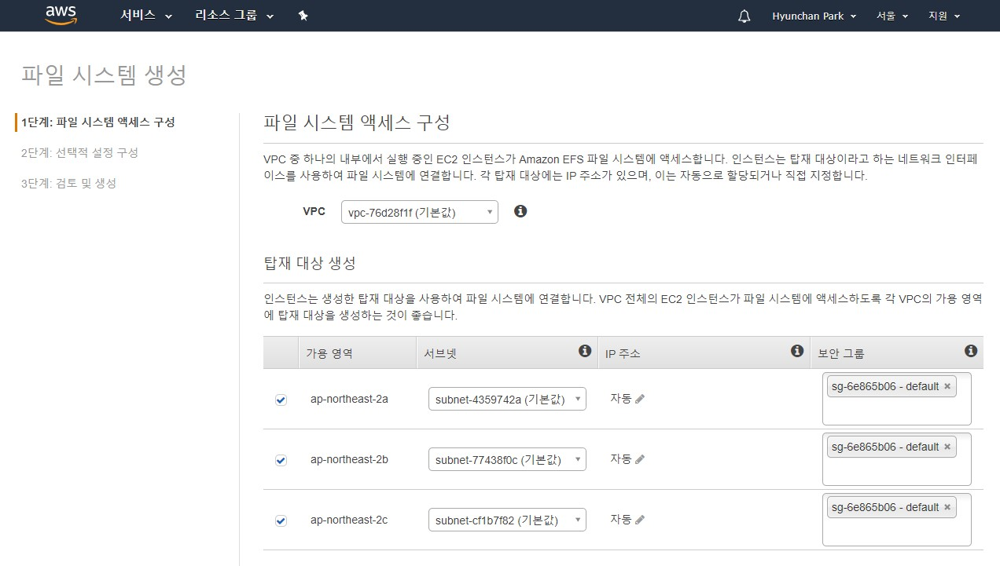 aws 서비스 리소스 그룹 Hyunchan Park 서울 지원
파일 시스템 생성
1단계: 파일 시스템 액세스 구성
2단계: 선택적 설정 구성
3단계: 검토 및 생성
파일 시스템 액세스 구성
VPC 중 하나의 내부에서 실행 중인 EC2 인스턴스가 Amazon EFS 파일 시스템에 액세스합니다. 인스턴스는 탑재 대상이라고 하는 네트워크 인터페
이스를 사용하여 파일 시스템에 연결합니다. 각 탑재 대상에는 IP 주소가 있으며, 이는 자동으로 할당되거나 직접 지정합니다.
VPC vpc-76d28f1f (기본값)
탑재 대상 생성
인스턴스는 생성한 탑재 대상을 사용하여 파일 시스템에 연결합니다. VPC 전체의 EC2 인스턴스가 파일 시스템에 액세스하도록 각 VPC의 가용 영역
에 탑재 대상을 생성하는 것이 좋습니다.
가용 영역 서브넷 IP 주소 보안 그룹
ap-northeast-2a subnet-4359742a (기본값) 자동 sg-6e865b06 - default ×
ap-northeast-2b subnet-77438f0c (기본값) 자동 sg-6e865b06 - default ×
ap-northeast-2c subnet-cf1b7f82 (기본값) 자동 sg-6e865b06 - default ×